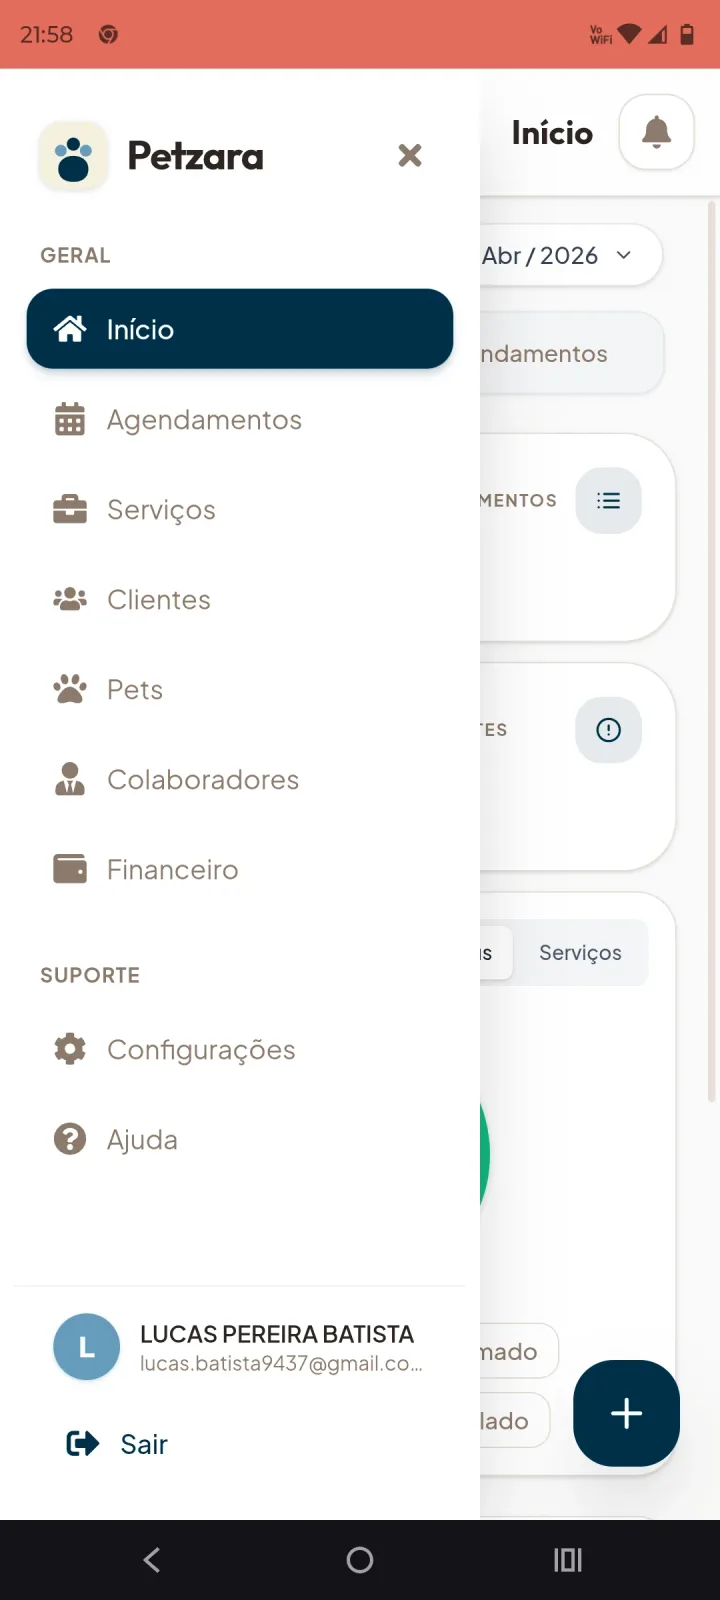 21:58
Vo
WiFi
Petzara
Início
GERAL
Abr / 2026
Início
ndamentos
Agendamentos
MENTOS
Serviços
Clientes
Pets
TES
Colaboradores
Financeiro
Serviços
SUPORTE
Configurações
Ajuda
LUCAS PEREIRA BATISTA
lucas.batista9437@gmail.co...
mado
lado
Sair
L